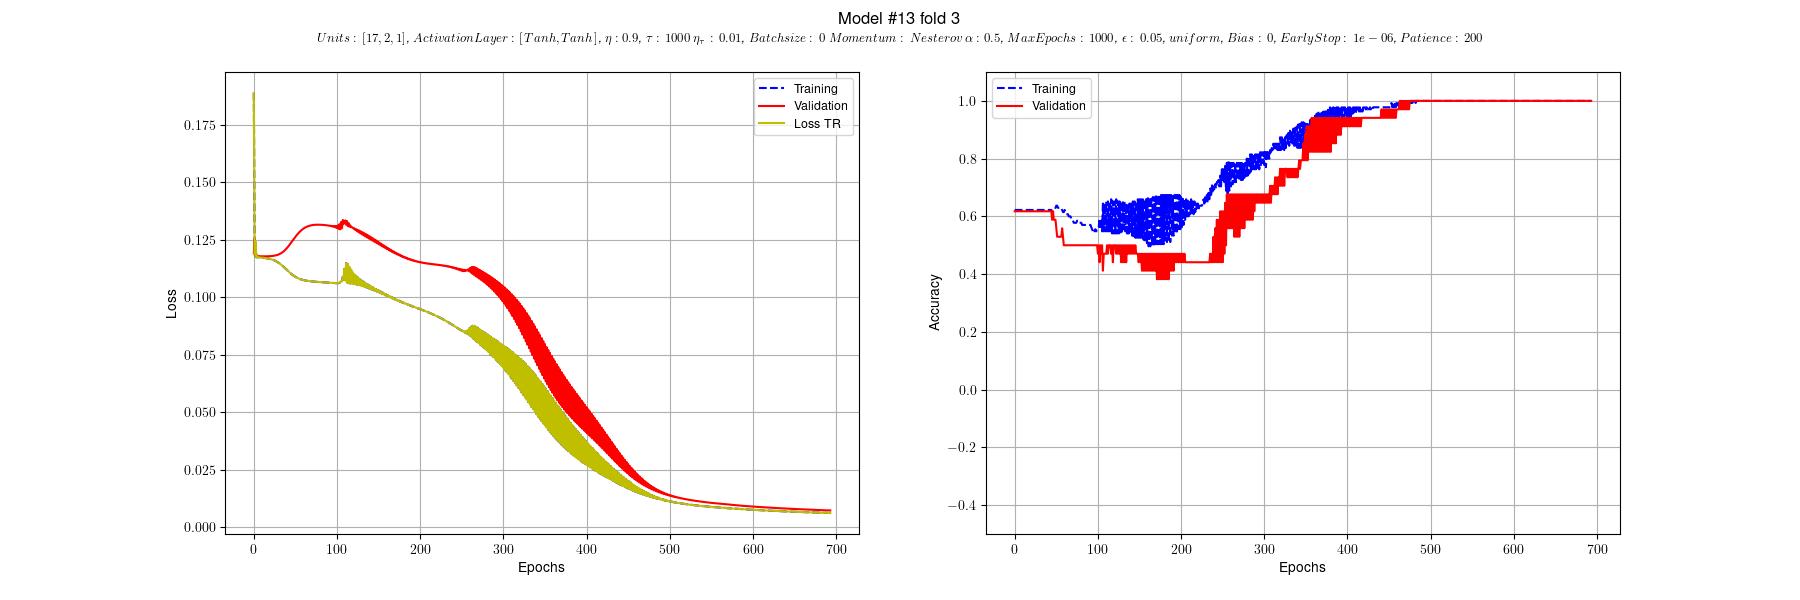 Model #13 fold 3
Units : [17, 2, 1], ActivationLayer : [Tanh, Tanh], η : 0.9, τ : 1000 ητ : 0.01, Batchsize : 0 Momentum : Nesterov α : 0.5, MaxEpochs : 1000, ϵ : 0.05, uniform, Bias : 0, EarlyStop : 1e − 06, Patience : 200
Training
Validation
Loss TR
0.175
0.150
0.125
0.100
0.075
0.050
0.025
0.000
Loss
0 100 200 300 400 500 600 700
Epochs
Training
Validation
1.0
0.8
0.6
0.4
0.2
0.0
−0.2
−0.4
Accuracy
0 100 200 300 400 500 600 700
Epochs